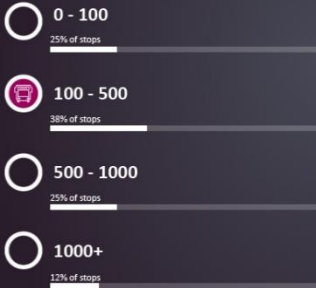 0 - 100
25% of stops
100 - 500
38% of stops
500 - 1000
25% of stops
1000+
12% of stops